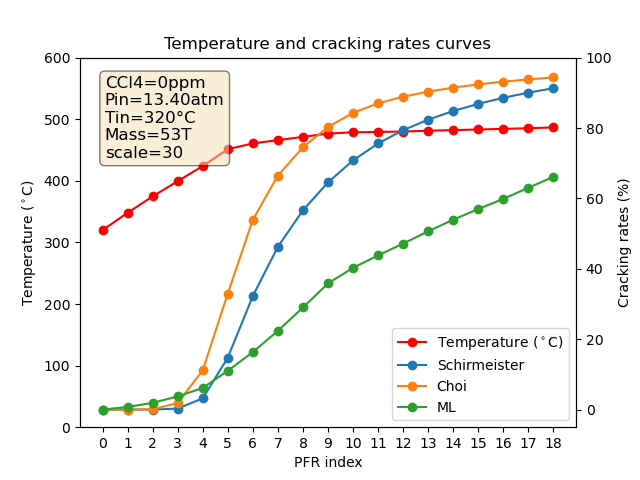 Temperature and cracking rates curves
CCl4=0ppm
Pin=13.40atm
Tin=320°C
Mass=53T
scale=30
600
500
400
300
200
100
0
Temperature (°C)
100
80
60
40
20
0
Cracking rates (%)
Temperature (°C)
Schirmeister
Choi
ML
0 1 2 3 4 5 6 7 8 9 10 11 12 13 14 15 16 17 18
PFR index